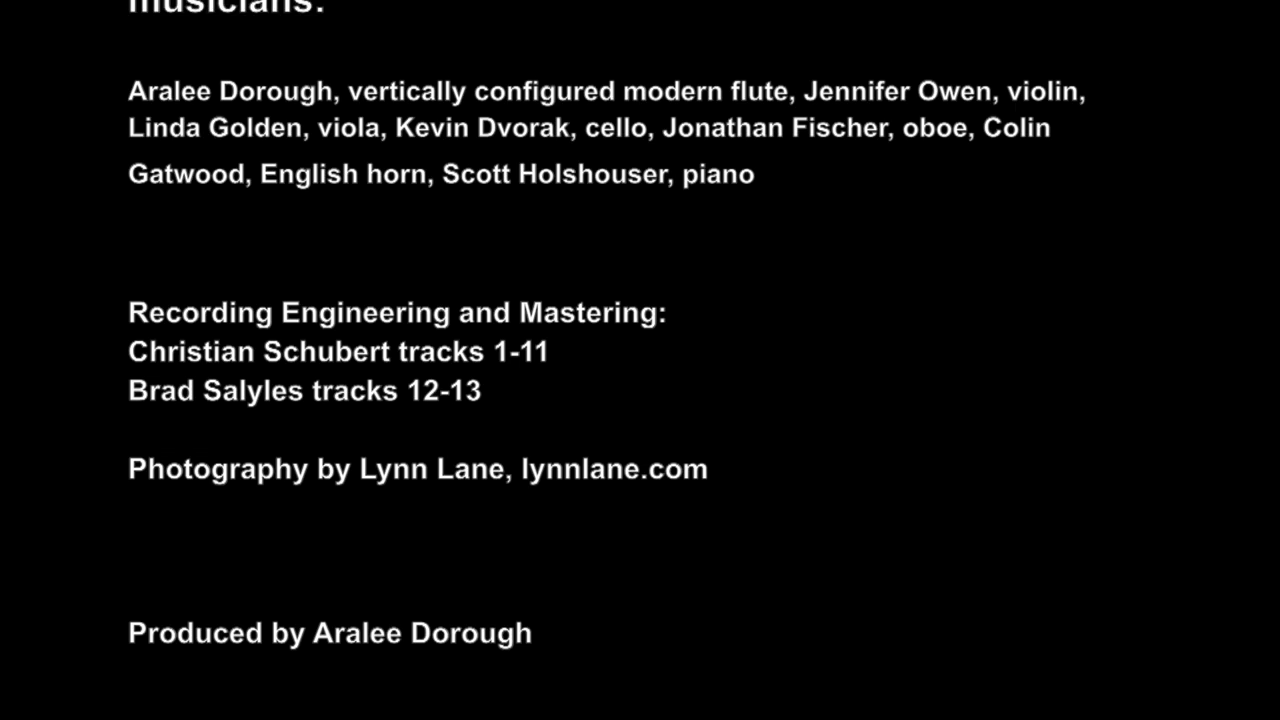 musicians:
Aralee Dorough, vertically configured modern flute, Jennifer Owen, violin,
Linda Golden, viola, Kevin Dvorak, cello, Jonathan Fischer, oboe, Colin
Gatwood, English horn, Scott Holshouser, piano
Recording Engineering and Mastering:
Christian Schubert tracks 1-11
Brad Salyles tracks 12-13
Photography by Lynn Lane, lynnlane.com
Produced by Aralee Dorough